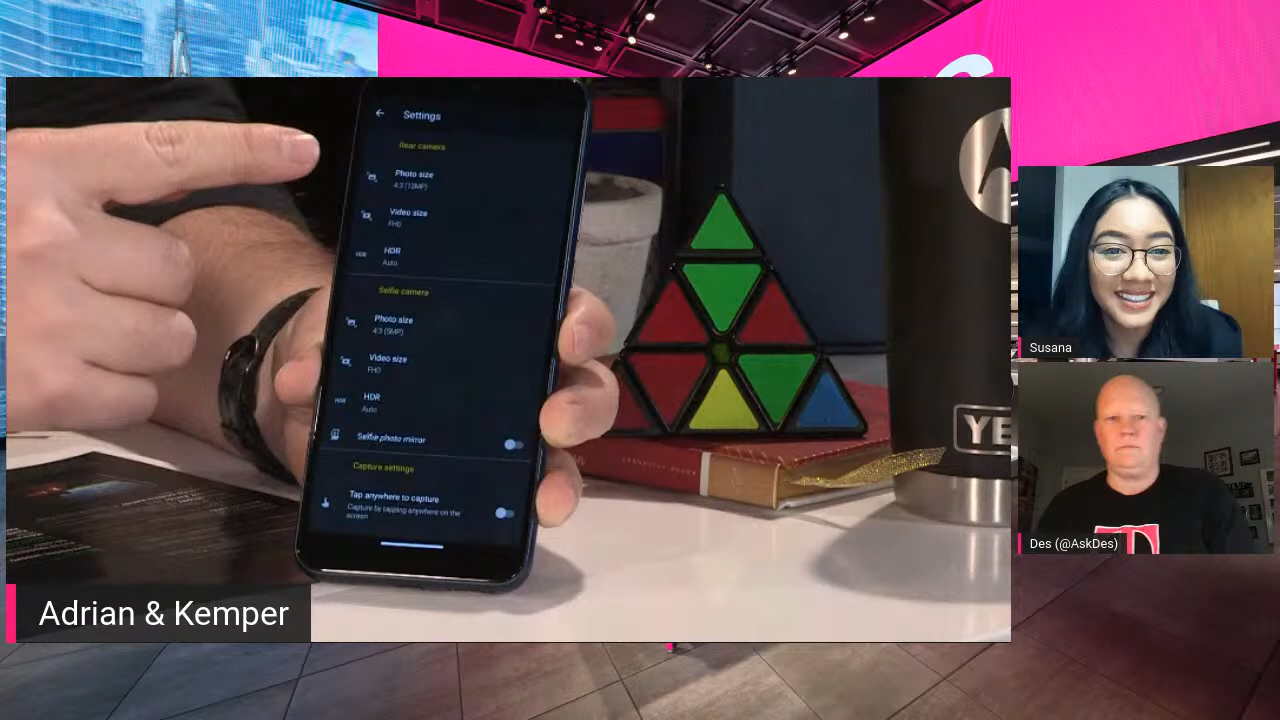 Settings
Rear camera
Photo size
4:3 (13MP)
Video size
FHD
HDR
HDR
Auto
Selfie camera
Photo size
4:3 (5MP)
Video size
FHD
HDR
HDR
Auto
Selfie photo mirror
Capture settings
Tap anywhere to capture
Capture by tapping anywhere on the
screen
YE
Adrian & Kemper
Susana
T
Des (@AskDes)